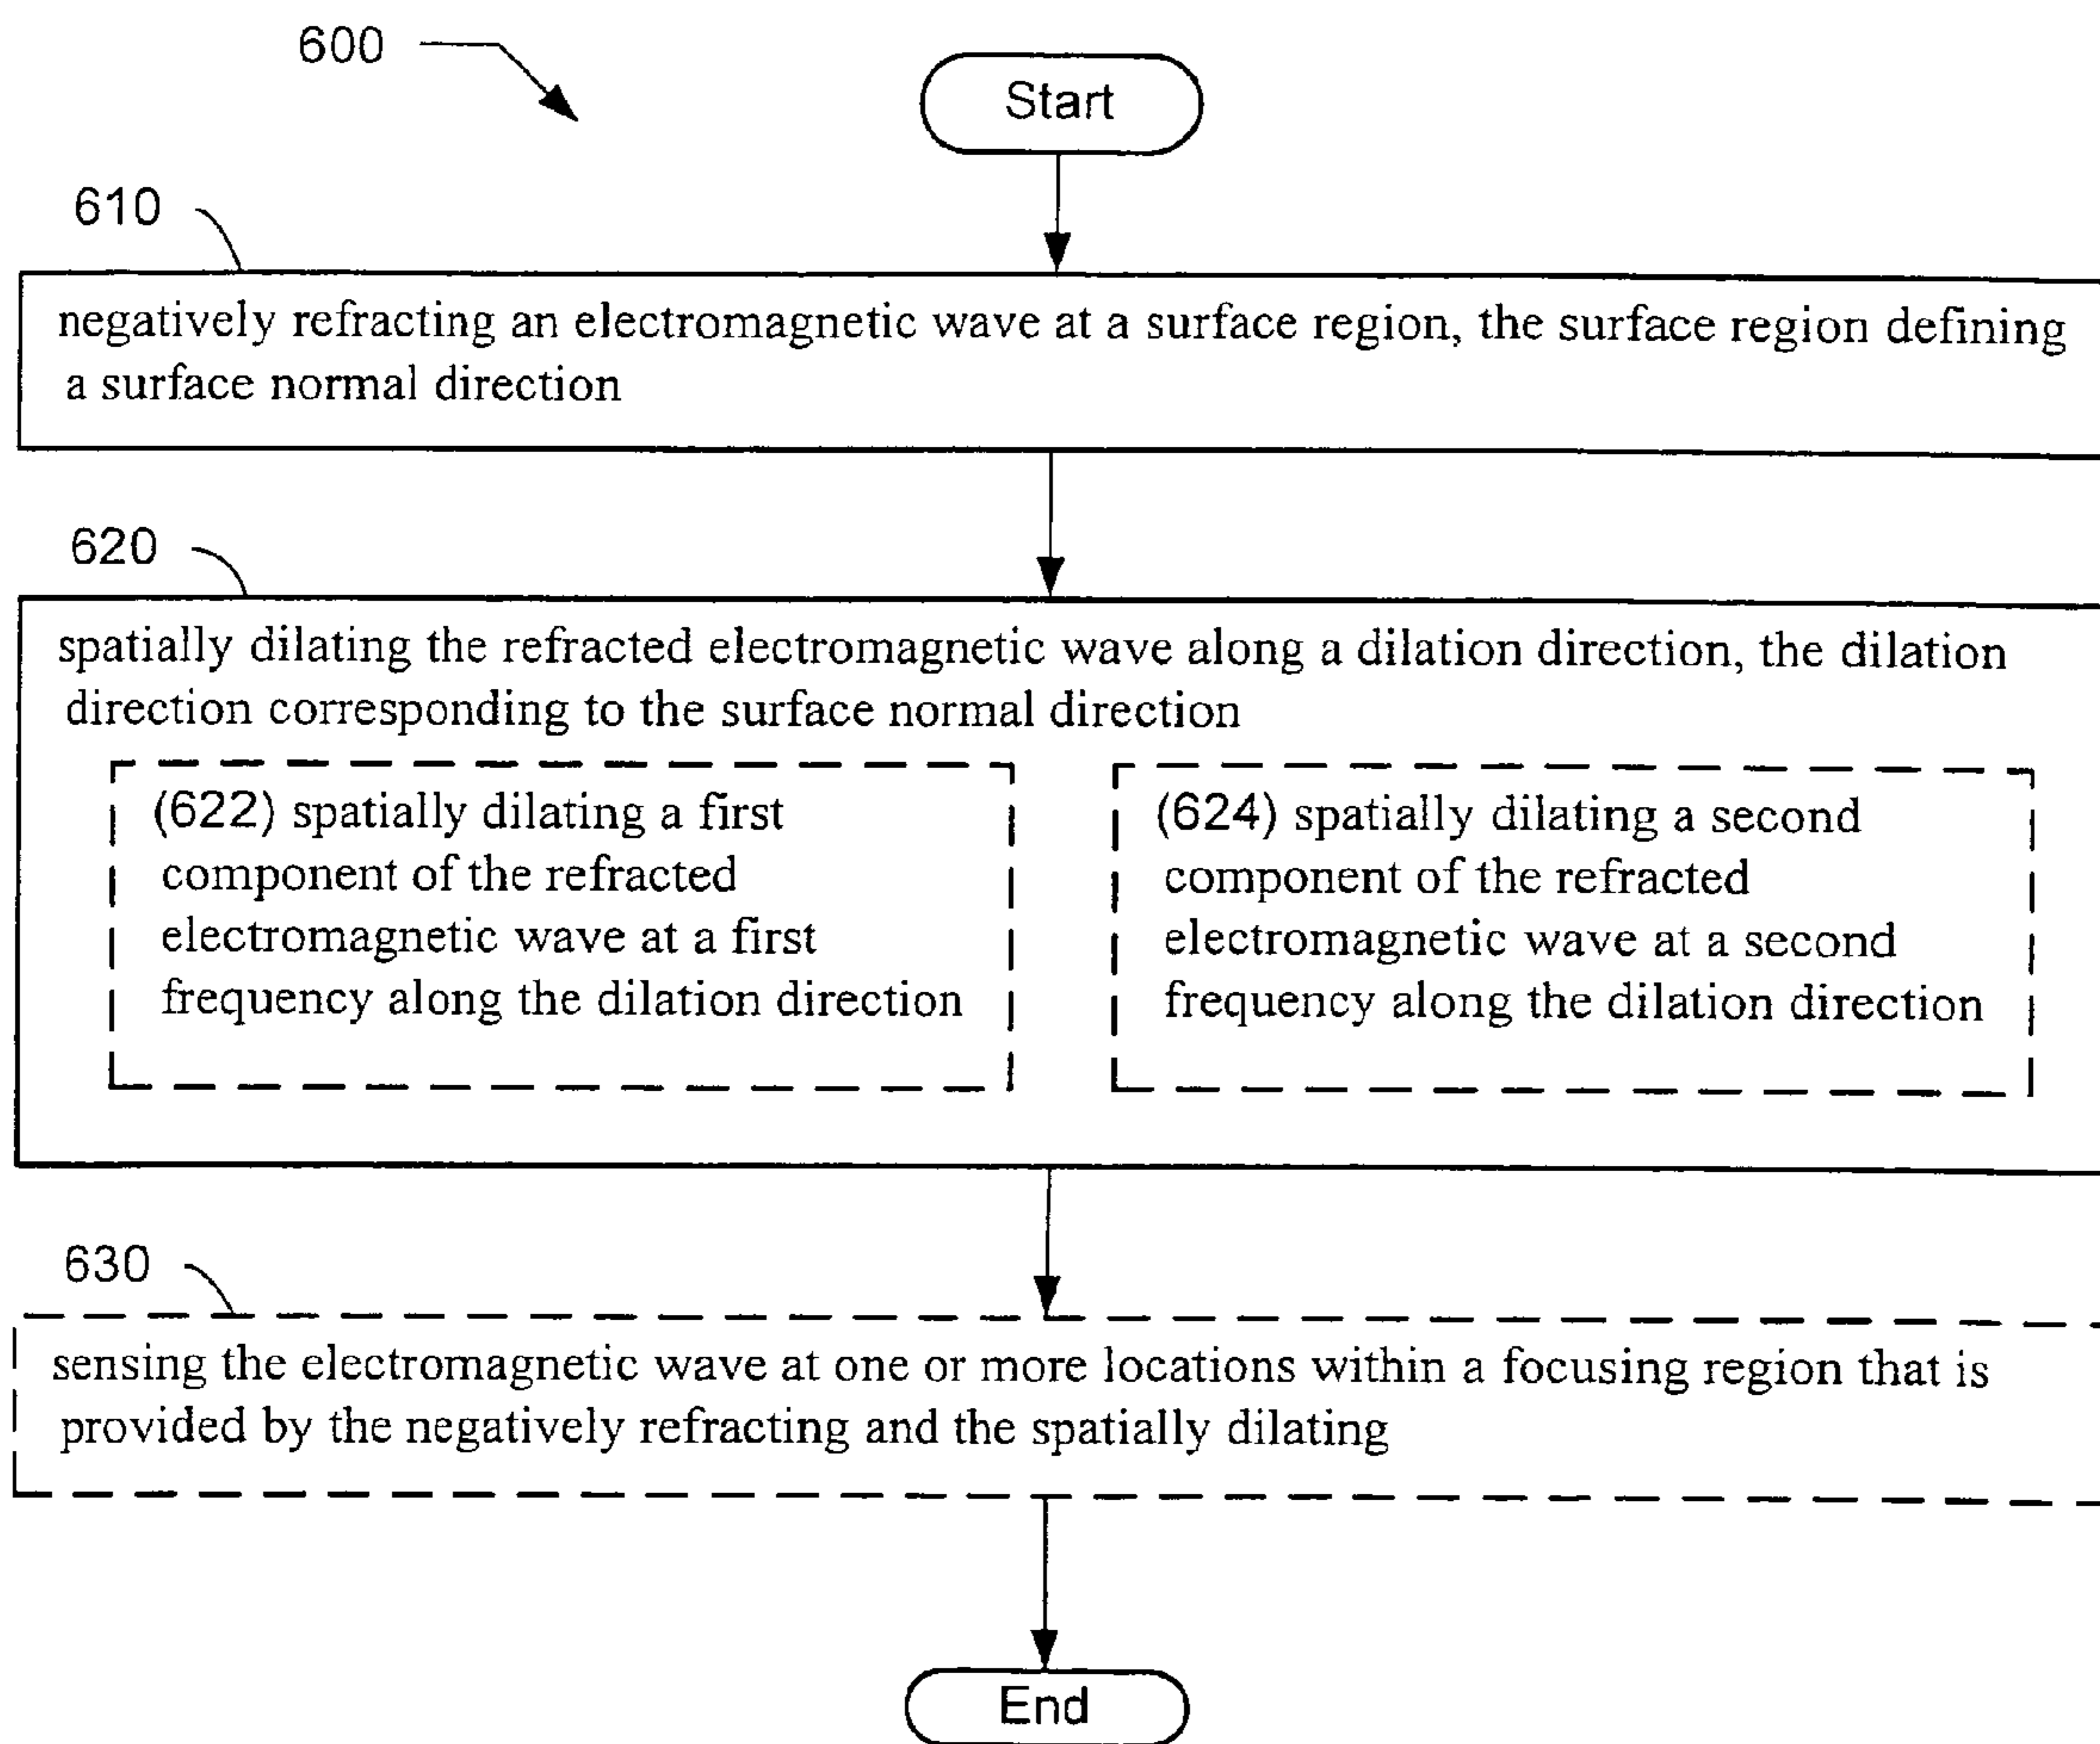 600
Start
610
negatively refracting an electromagnetic wave at a surface region, the surface region defining
a surface normal direction
620
spatially dilating the refracted electromagnetic wave along a dilation direction, the dilation
direction corresponding to the surface normal direction
(622) spatially dilating a first
component of the refracted
electromagnetic wave at a first
frequency along the dilation direction
(624) spatially dilating a second
component of the refracted
electromagnetic wave at a second
frequency along the dilation direction
630
sensing the electromagnetic wave at one or more locations within a focusing region that is
provided by the negatively refracting and the spatially dilating
End